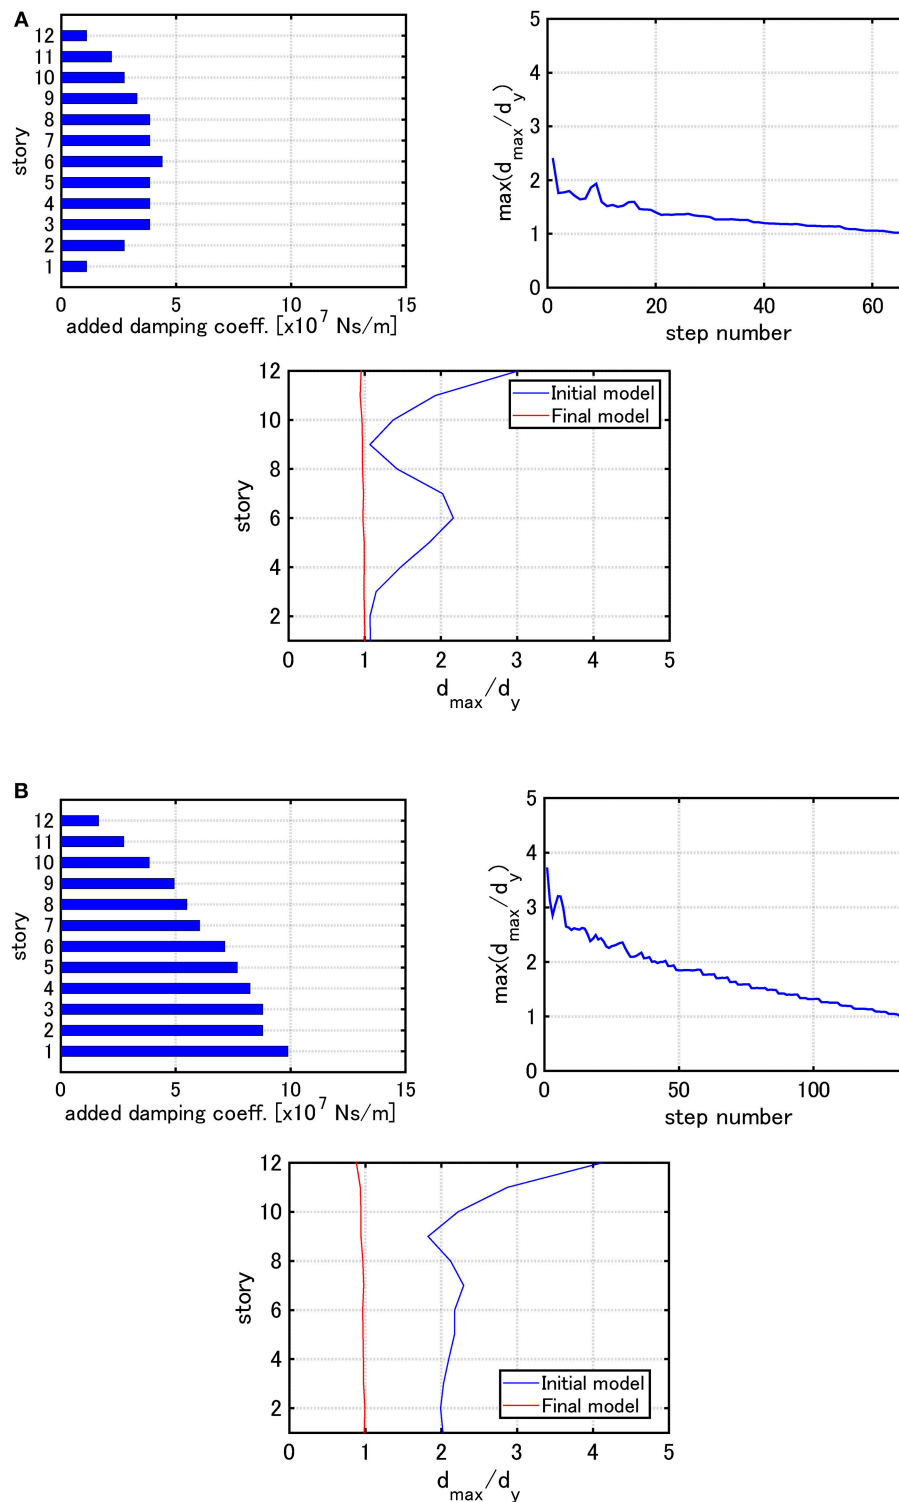 A
12
11
10
9
8
7
6
5
4
3
2
1
story
0 5 10 15
added damping coeff. [x10^7 Ns/m]
5
4
3
2
1
0
max(d_max/d_y)
0 20 40 60
step number
12
10
8
6
4
2
story
Initial model
Final model
0 1 2 3 4 5
d_max/d_y
B
12
11
10
9
8
7
6
5
4
3
2
1
story
0 5 10 15
added damping coeff. [x10^7 Ns/m]
5
4
3
2
1
0
max(d_max/d_y)
0 50 100
step number
12
10
8
6
4
2
story
Initial model
Final model
0 1 2 3 4 5
d_max/d_y